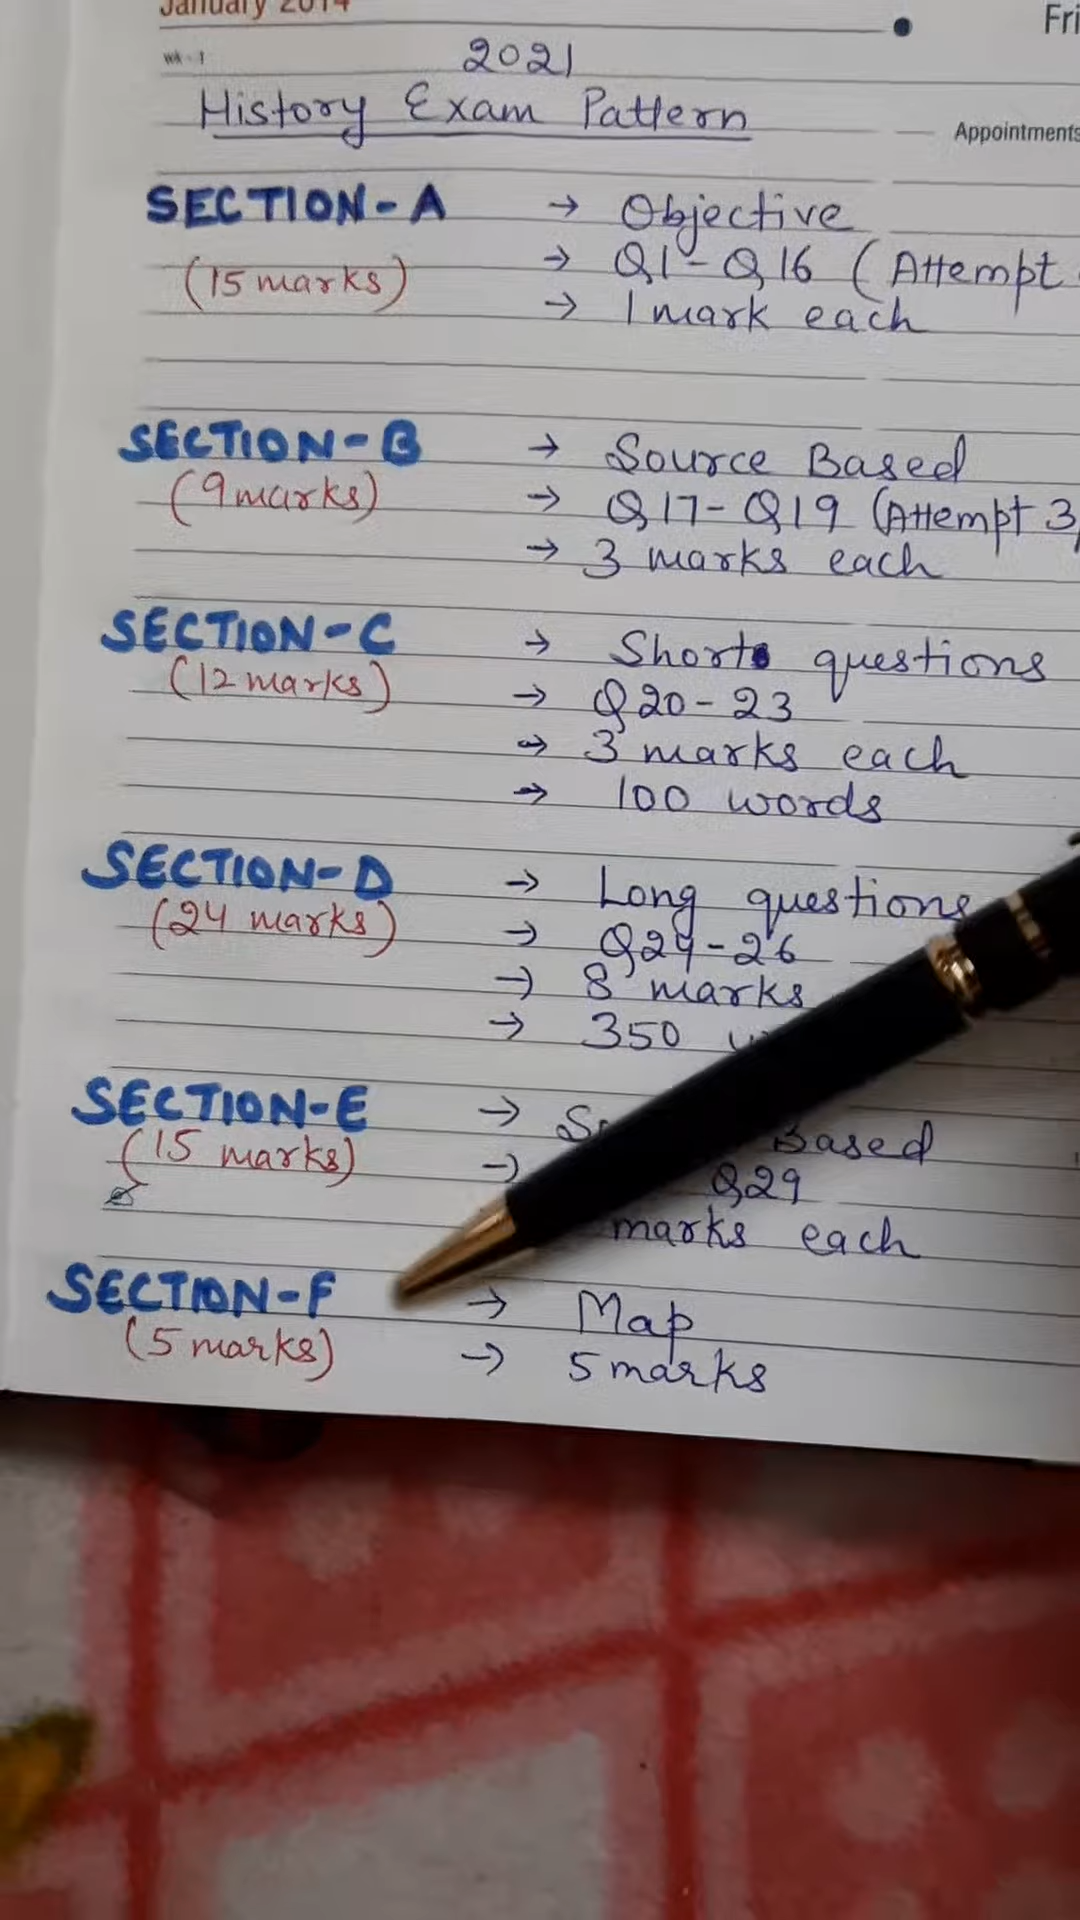 January 2014
Fri
wk - 1
2021
History Exam Pattern
Appointments
SECTION-A → Objective
(15 marks) → Q1-Q16 (Attempt
→ 1 mark each
SECTION-B → Source Based
(9 marks) → Q17-Q19 (Attempt 3
→ 3 marks each
SECTION-C → Short questions
(12 marks) → Q20-23
→ 3 marks each
→ 100 words
SECTION-D → Long questions
(24 marks) → Q24-26
→ 8 marks
→ 350
SECTION-E → Based
(15 marks) → Q29
marks each
SECTION-F → Map
(5 marks) → 5 marks